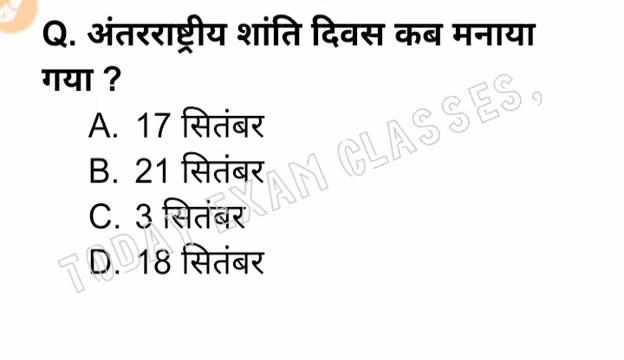 Q. अंतरराष्ट्रीय शांति दिवस कब मनाया
गया ?
A. 17 सितंबर
B. 21 सितंबर
C. 3 सितंबर
D. 18 सितंबर
TODAY EXAM CLASSES,